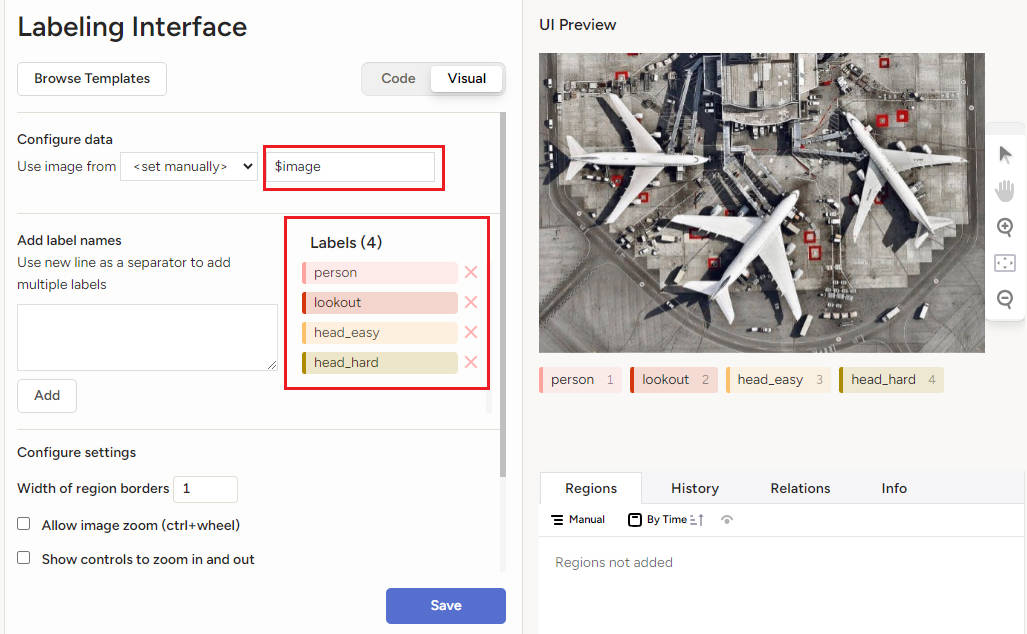 Labeling Interface
Browse Templates
Code Visual
Configure data
Use image from <set manually> $image
Add label names
Use new line as a separator to add
multiple labels
Add
Labels (4)
person
lookout
head_easy
head_hard
Configure settings
Width of region borders 1
Allow image zoom (ctrl+wheel)
Show controls to zoom in and out
Save
UI Preview
person 1 lookout 2 head_easy 3 head_hard 4
Regions History Relations Info
Manual By Time
Regions not added